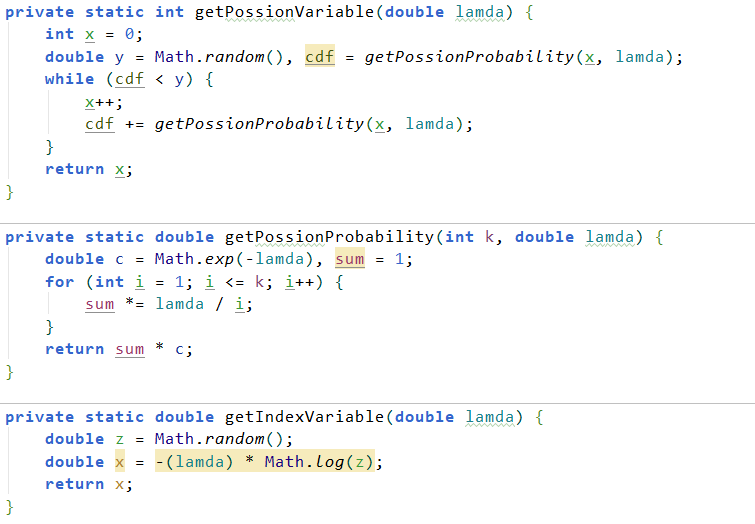 private static int getPossionVariable(double lamda) {
    int x = 0;
    double y = Math.random(), cdf = getPossionProbability(x, lamda);
    while (cdf < y) {
        x++;
        cdf += getPossionProbability(x, lamda);
    }
    return x;
}
private static double getPossionProbability(int k, double lamda) {
    double c = Math.exp(-lamda), sum = 1;
    for (int i = 1; i <= k; i++) {
        sum *= lamda / i;
    }
    return sum * c;
}
private static double getIndexVariable(double lamda) {
    double z = Math.random();
    double x = -(lamda) * Math.log(z);
    return x;
}